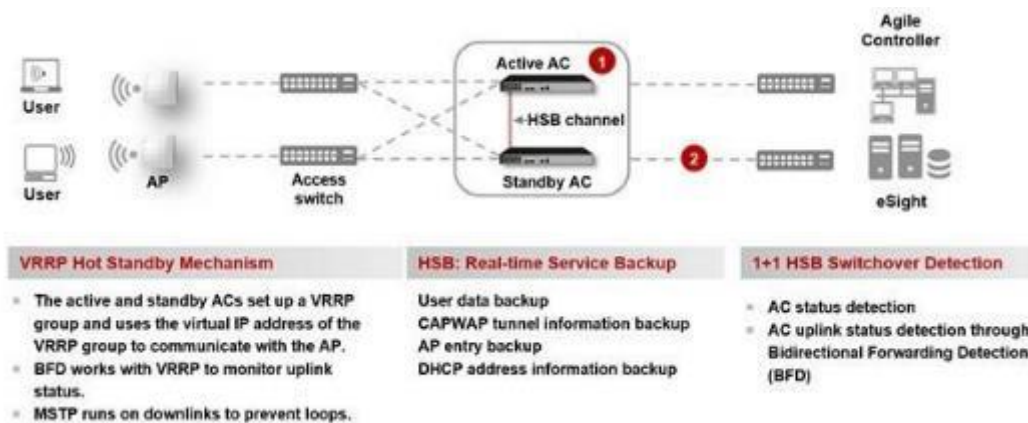 Agile
Controller
Active AC
1
User
HSB channel
2
User
AP
Access
switch
Standby AC
eSight
VRRP Hot Standby Mechanism
The active and standby ACs set up a VRRP
group and uses the virtual IP address of the
VRRP group to communicate with the AP.
BFD works with VRRP to monitor uplink
status.
MSTP runs on downlinks to prevent loops.
HSB: Real-time Service Backup
User data backup
CAPWAP tunnel information backup
AP entry backup
DHCP address information backup
1+1 HSB Switchover Detection
AC status detection
AC uplink status detection through
Bidirectional Forwarding Detection
(BFD)